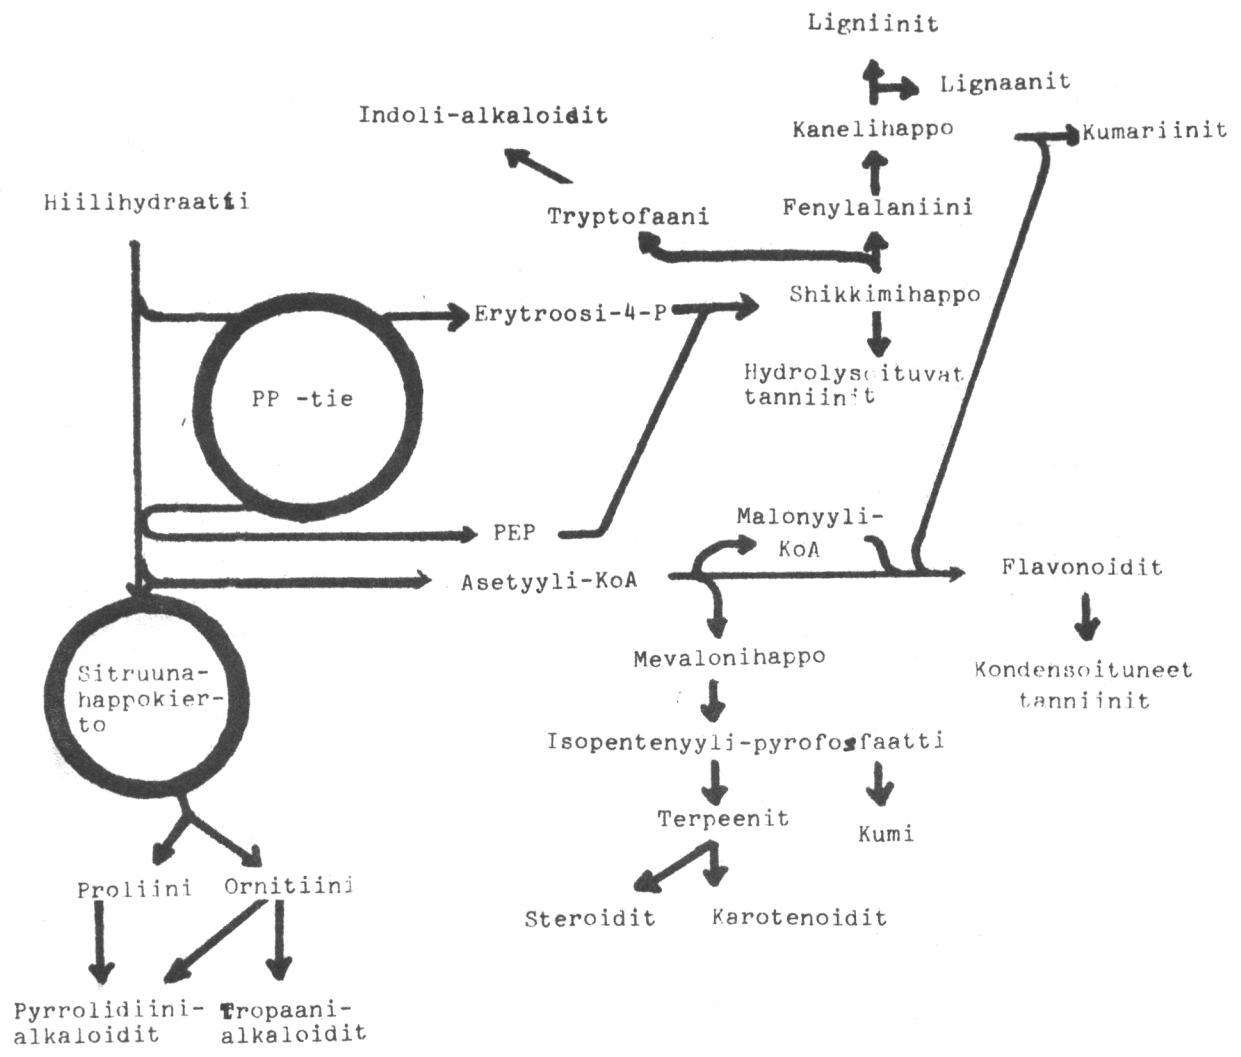 Ligniinit
Lignaanit
Indoli-alkaloidit
Kanelihappo
Kumariinit
Hiilihydraatti
Tryptofaani
Fenylalaniini
Shikkimihappo
Erytroosi-4-P
Hydrolysoituvat
tanniinit
PP -tie
PEP
Malonyyli-
KoA
Asetyyli-KoA
Flavonoidit
Mevalonihappo
Kondensoituneet
tanniinit
Sitruuna-
happokier-
to
Isopentenyyli-pyrofosfaatti
Terpeenit
Kumi
Proliini
Ornitiini
Steroidit
Karotenoidit
Pyrrolidiini-
alkaloidit
Tropaani-
alkaloidit